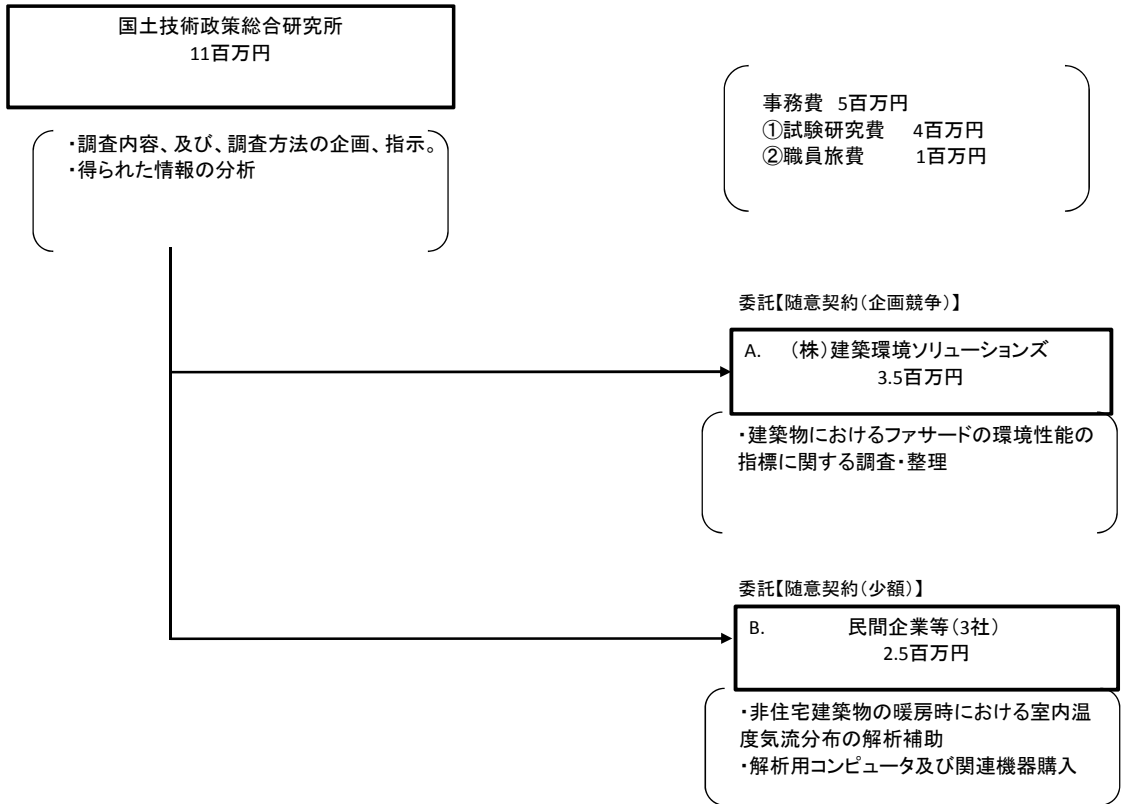 国土技術政策総合研究所
11百万円
・調査内容、及び、調査方法の企画、指示。
・得られた情報の分析
事務費 5百万円
①試験研究費 4百万円
②職員旅費 1百万円
委託【随意契約(企画競争)】
A. (株)建築環境ソリューションズ
3.5百万円
・建築物におけるファサードの環境性能の
指標に関する調査・整理
委託【随意契約(少額)】
B. 民間企業等(3社)
2.5百万円
・非住宅建築物の暖房時における室内温
度気流分布の解析補助
・解析用コンピュータ及び関連機器購入